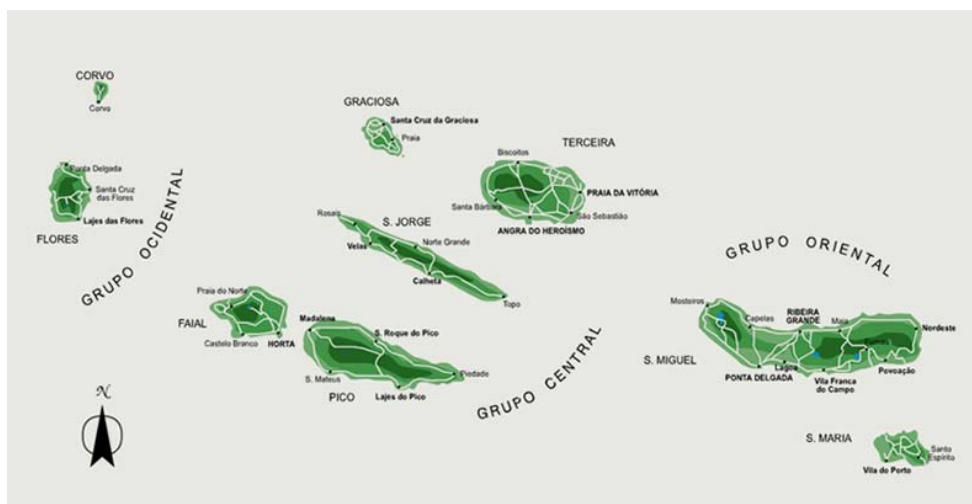 CORVO
Corvo
Ponta Delgada
Santa Cruz
das Flores
Lajes das Flores
FLORES
GRUPO OCIDENTAL
GRACIOSA
Santa Cruz da Graciosa
Praia
TERCEIRA
Biscoitos
PRAIA DA VITÓRIA
Santa Bárbara
São Sebastião
ANGRA DO HEROÍSMO
Rosais
S. JORGE
Velas
Norte Grande
Calheta
Topo
Praia do Norte
FAIAL
Castelo Branco
HORTA
Madalena
S. Roque do Pico
S. Mateus
Piedade
PICO
Lajes do Pico
GRUPO CENTRAL
GRUPO ORIENTAL
Mosteiros
Capelas
RIBEIRA
GRANDE
Maia
Nordeste
Furnas
S. MIGUEL
PONTA DELGADA
Lagoa
Vila Franca
do Campo
Povoação
S. MARIA
Santo
Espírito
Vila do Porto
N